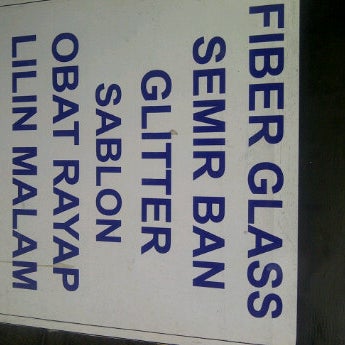 FIBER GLASS
SEMIR BAN
GLITTER
SABLON
OBAT RAYAP
LILIN MALAM